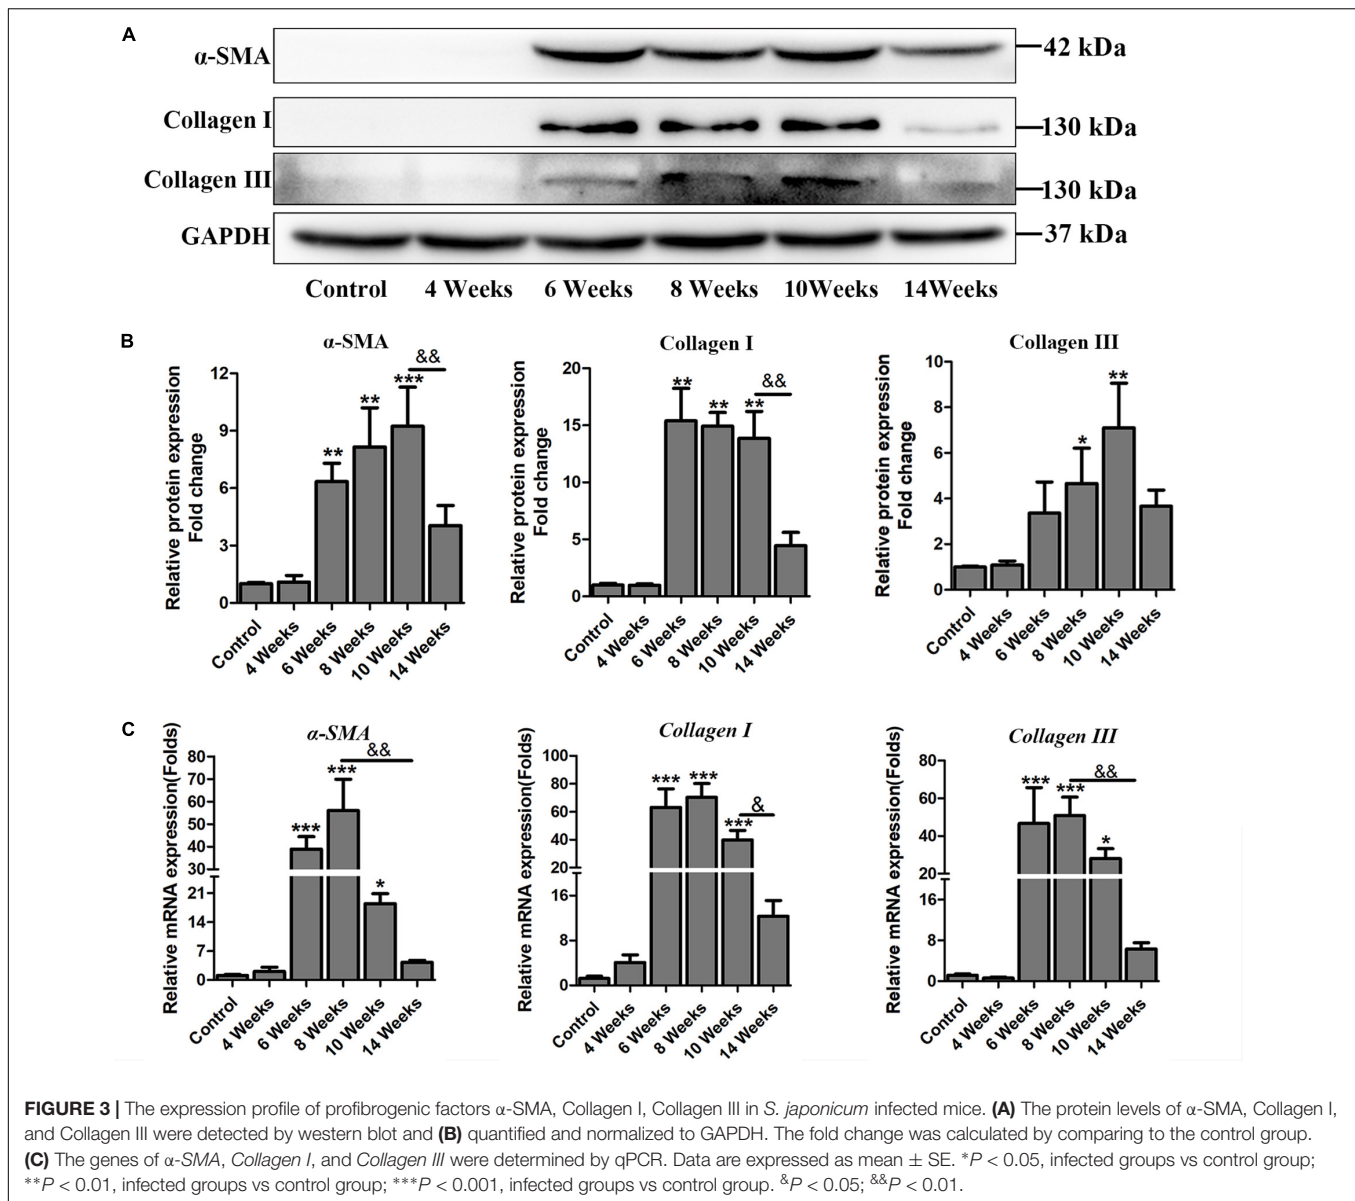 A
α-SMA
42 kDa
Collagen I
130 kDa
Collagen III
130 kDa
GAPDH
37 kDa
Control 4 Weeks 6 Weeks 8 Weeks 10Weeks 14Weeks
B
α-SMA
Relative protein expression
Fold change
12
9
6
3
0
**
**
***
&&
Control
4 Weeks
6 Weeks
8 Weeks
10 Weeks
14 Weeks
Collagen I
Relative protein expression
Fold change
20
15
10
5
0
**
**
**
&&
Control
4 Weeks
6 Weeks
8 Weeks
10 Weeks
14 Weeks
Collagen III
Relative protein expression
Fold change
10
8
6
4
2
0
*
**
Control
4 Weeks
6 Weeks
8 Weeks
10 Weeks
14 Weeks
C
α-SMA
Relative mRNA expression(Folds)
80
70
60
50
40
30
21
14
7
0
***
***
*
&&
Control
4 Weeks
6 Weeks
8 Weeks
10 Weeks
14 Weeks
Collagen I
Relative mRNA expression(Folds)
100
80
60
40
20
16
8
0
***
***
***
&
Control
4 Weeks
6 Weeks
8 Weeks
10 Weeks
14 Weeks
Collagen III
Relative mRNA expression(Folds)
80
60
40
20
16
8
0
***
***
*
&&
Control
4 Weeks
6 Weeks
8 Weeks
10 Weeks
14 Weeks
FIGURE 3 | The expression profile of profibrogenic factors α-SMA, Collagen I, Collagen III in S. japonicum infected mice. (A) The protein levels of α-SMA, Collagen I,
and Collagen III were detected by western blot and (B) quantified and normalized to GAPDH. The fold change was calculated by comparing to the control group.
(C) The genes of α-SMA, Collagen I, and Collagen III were determined by qPCR. Data are expressed as mean ± SE. *P < 0.05, infected groups vs control group;
**P < 0.01, infected groups vs control group; ***P < 0.001, infected groups vs control group. &P < 0.05; &&P < 0.01.